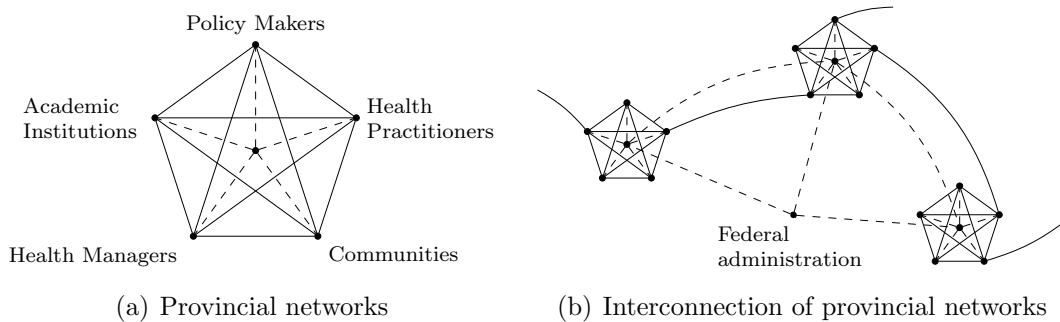 Policy Makers
Academic
Institutions
Health
Practitioners
Health Managers
Communities
(a) Provincial networks
Federal
administration
(b) Interconnection of provincial networks